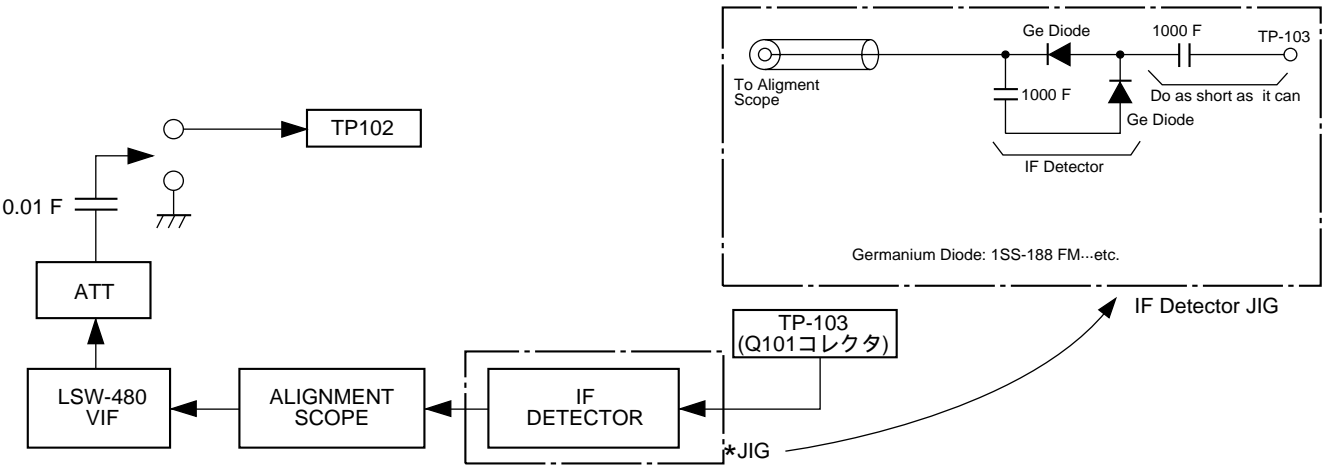 Ge Diode
1000 F
TP-103
To Aligment
Scope
1000 F
Do as short as it can
Ge Diode
IF Detector
Germanium Diode: 1SS-188 FM···etc.
IF Detector JIG
TP102
0.01 F
ATT
LSW-480
VIF
ALIGNMENT
SCOPE
IF
DETECTOR
TP-103
(Q101コレクタ)
*JIG